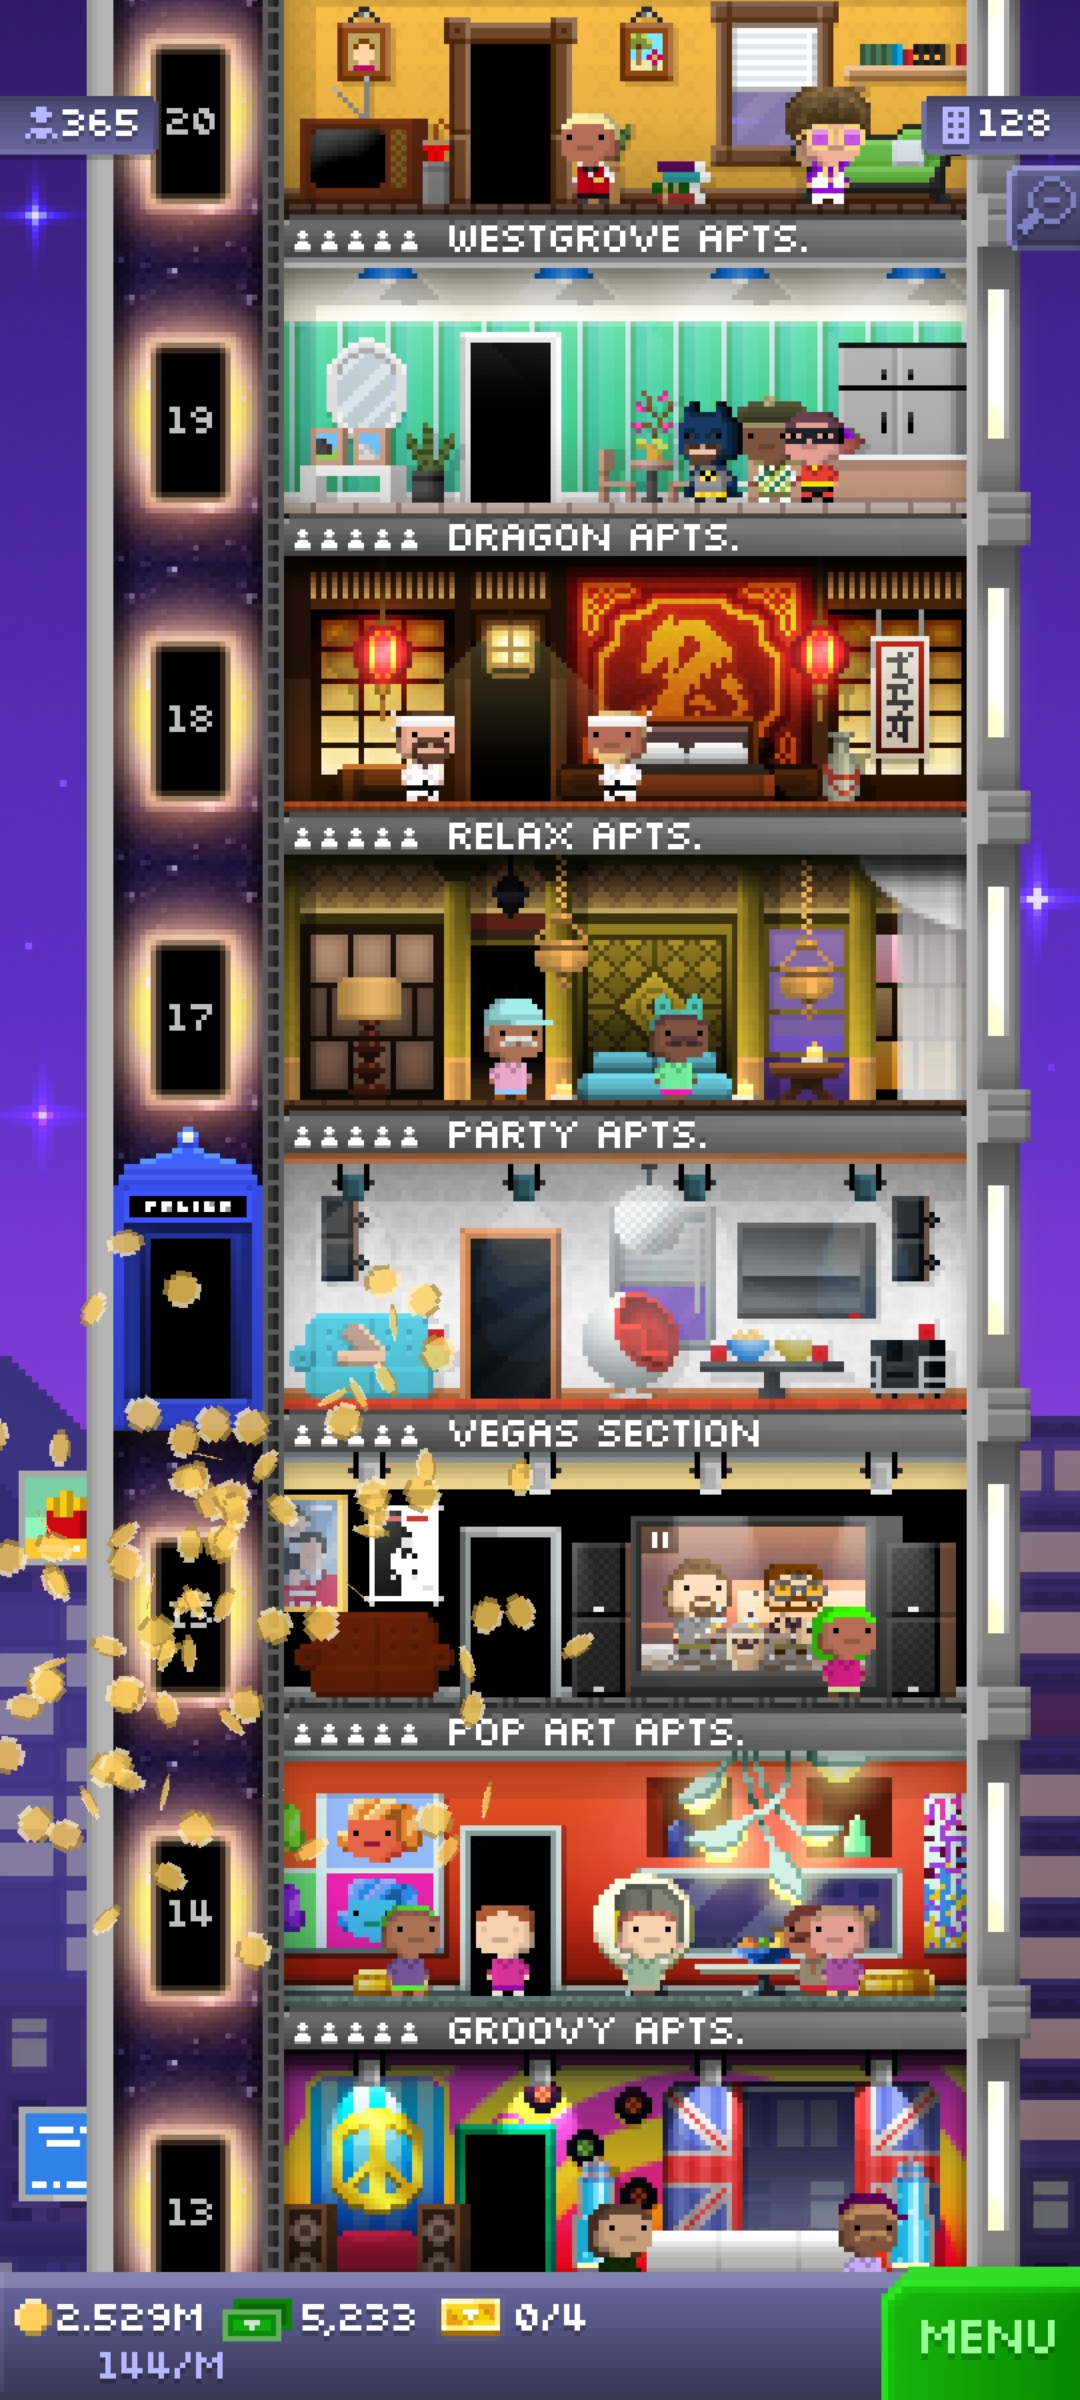 365
20
128
WESTGROVE APTS.
19
DRAGON APTS.
18
RELAX APTS.
17
PARTY APTS.
POLICE
VEGAS SECTION
POP ART APTS.
14
GROOVY APTS.
13
2.529M
5,233
0/4
MENU
144/M